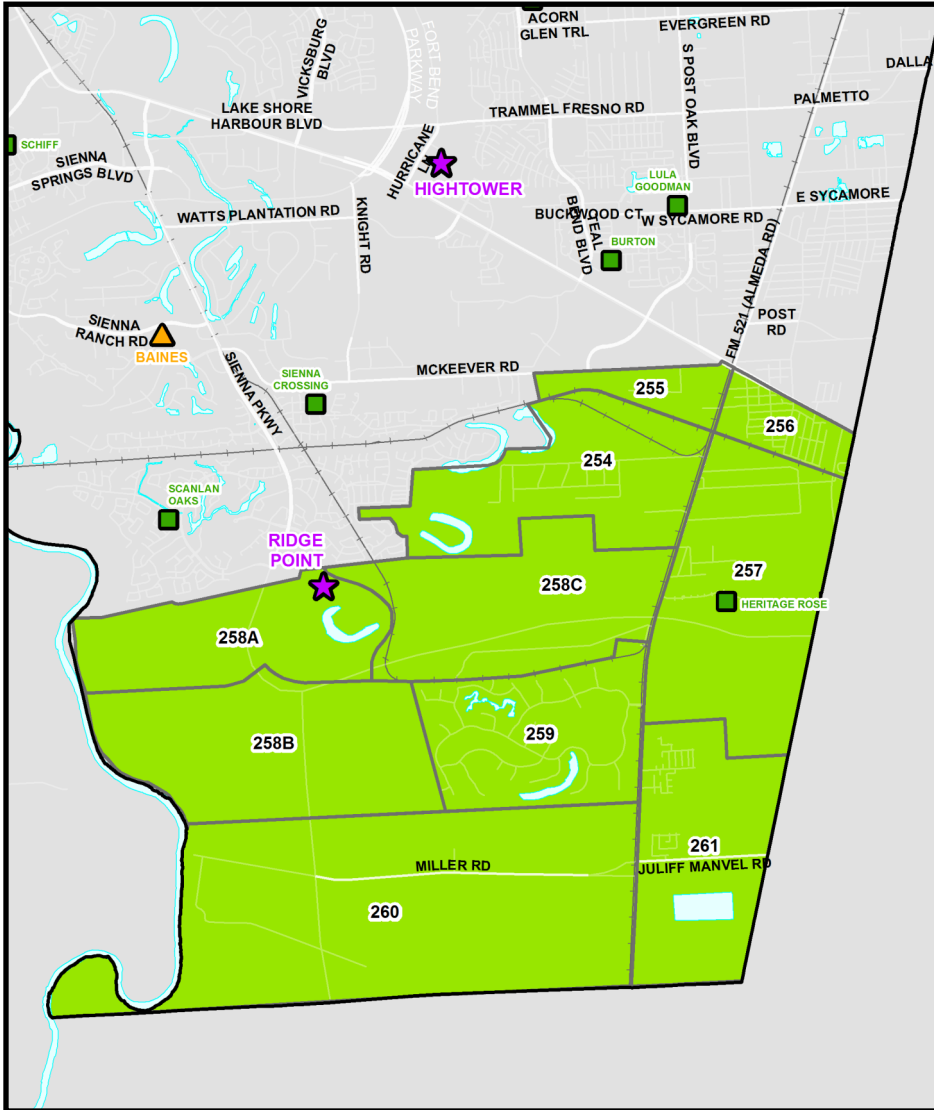 ACORN
GLEN TRL
EVERGREEN RD
VICKSBURG
BLVD
FORT BEND
PARKWAY
S POST OAK BLVD
DALLA
LAKE SHORE
HARBOUR BLVD
TRAMMEL FRESNO RD
PALMETTO
SCHIFF
SIENNA
SPRINGS BLVD
HURRICANE
LN
HIGHTOWER
LULA
GOODMAN
E SYCAMORE
WATTS PLANTATION RD
KNIGHT RD
BUCKWOOD CT
W SYCAMORE RD
TEAL
BEND BLVD
BURTON
FM 521 (ALMEDA RD)
POST
RD
SIENNA
RANCH RD
BAINES
SIENNA PKWY
SIENNA
CROSSING
MCKEEVER RD
255
256
254
SCANLAN
OAKS
RIDGE
POINT
258C
257
HERITAGE ROSE
258A
258B
259
261
MILLER RD
JULIFF MANVEL RD
260